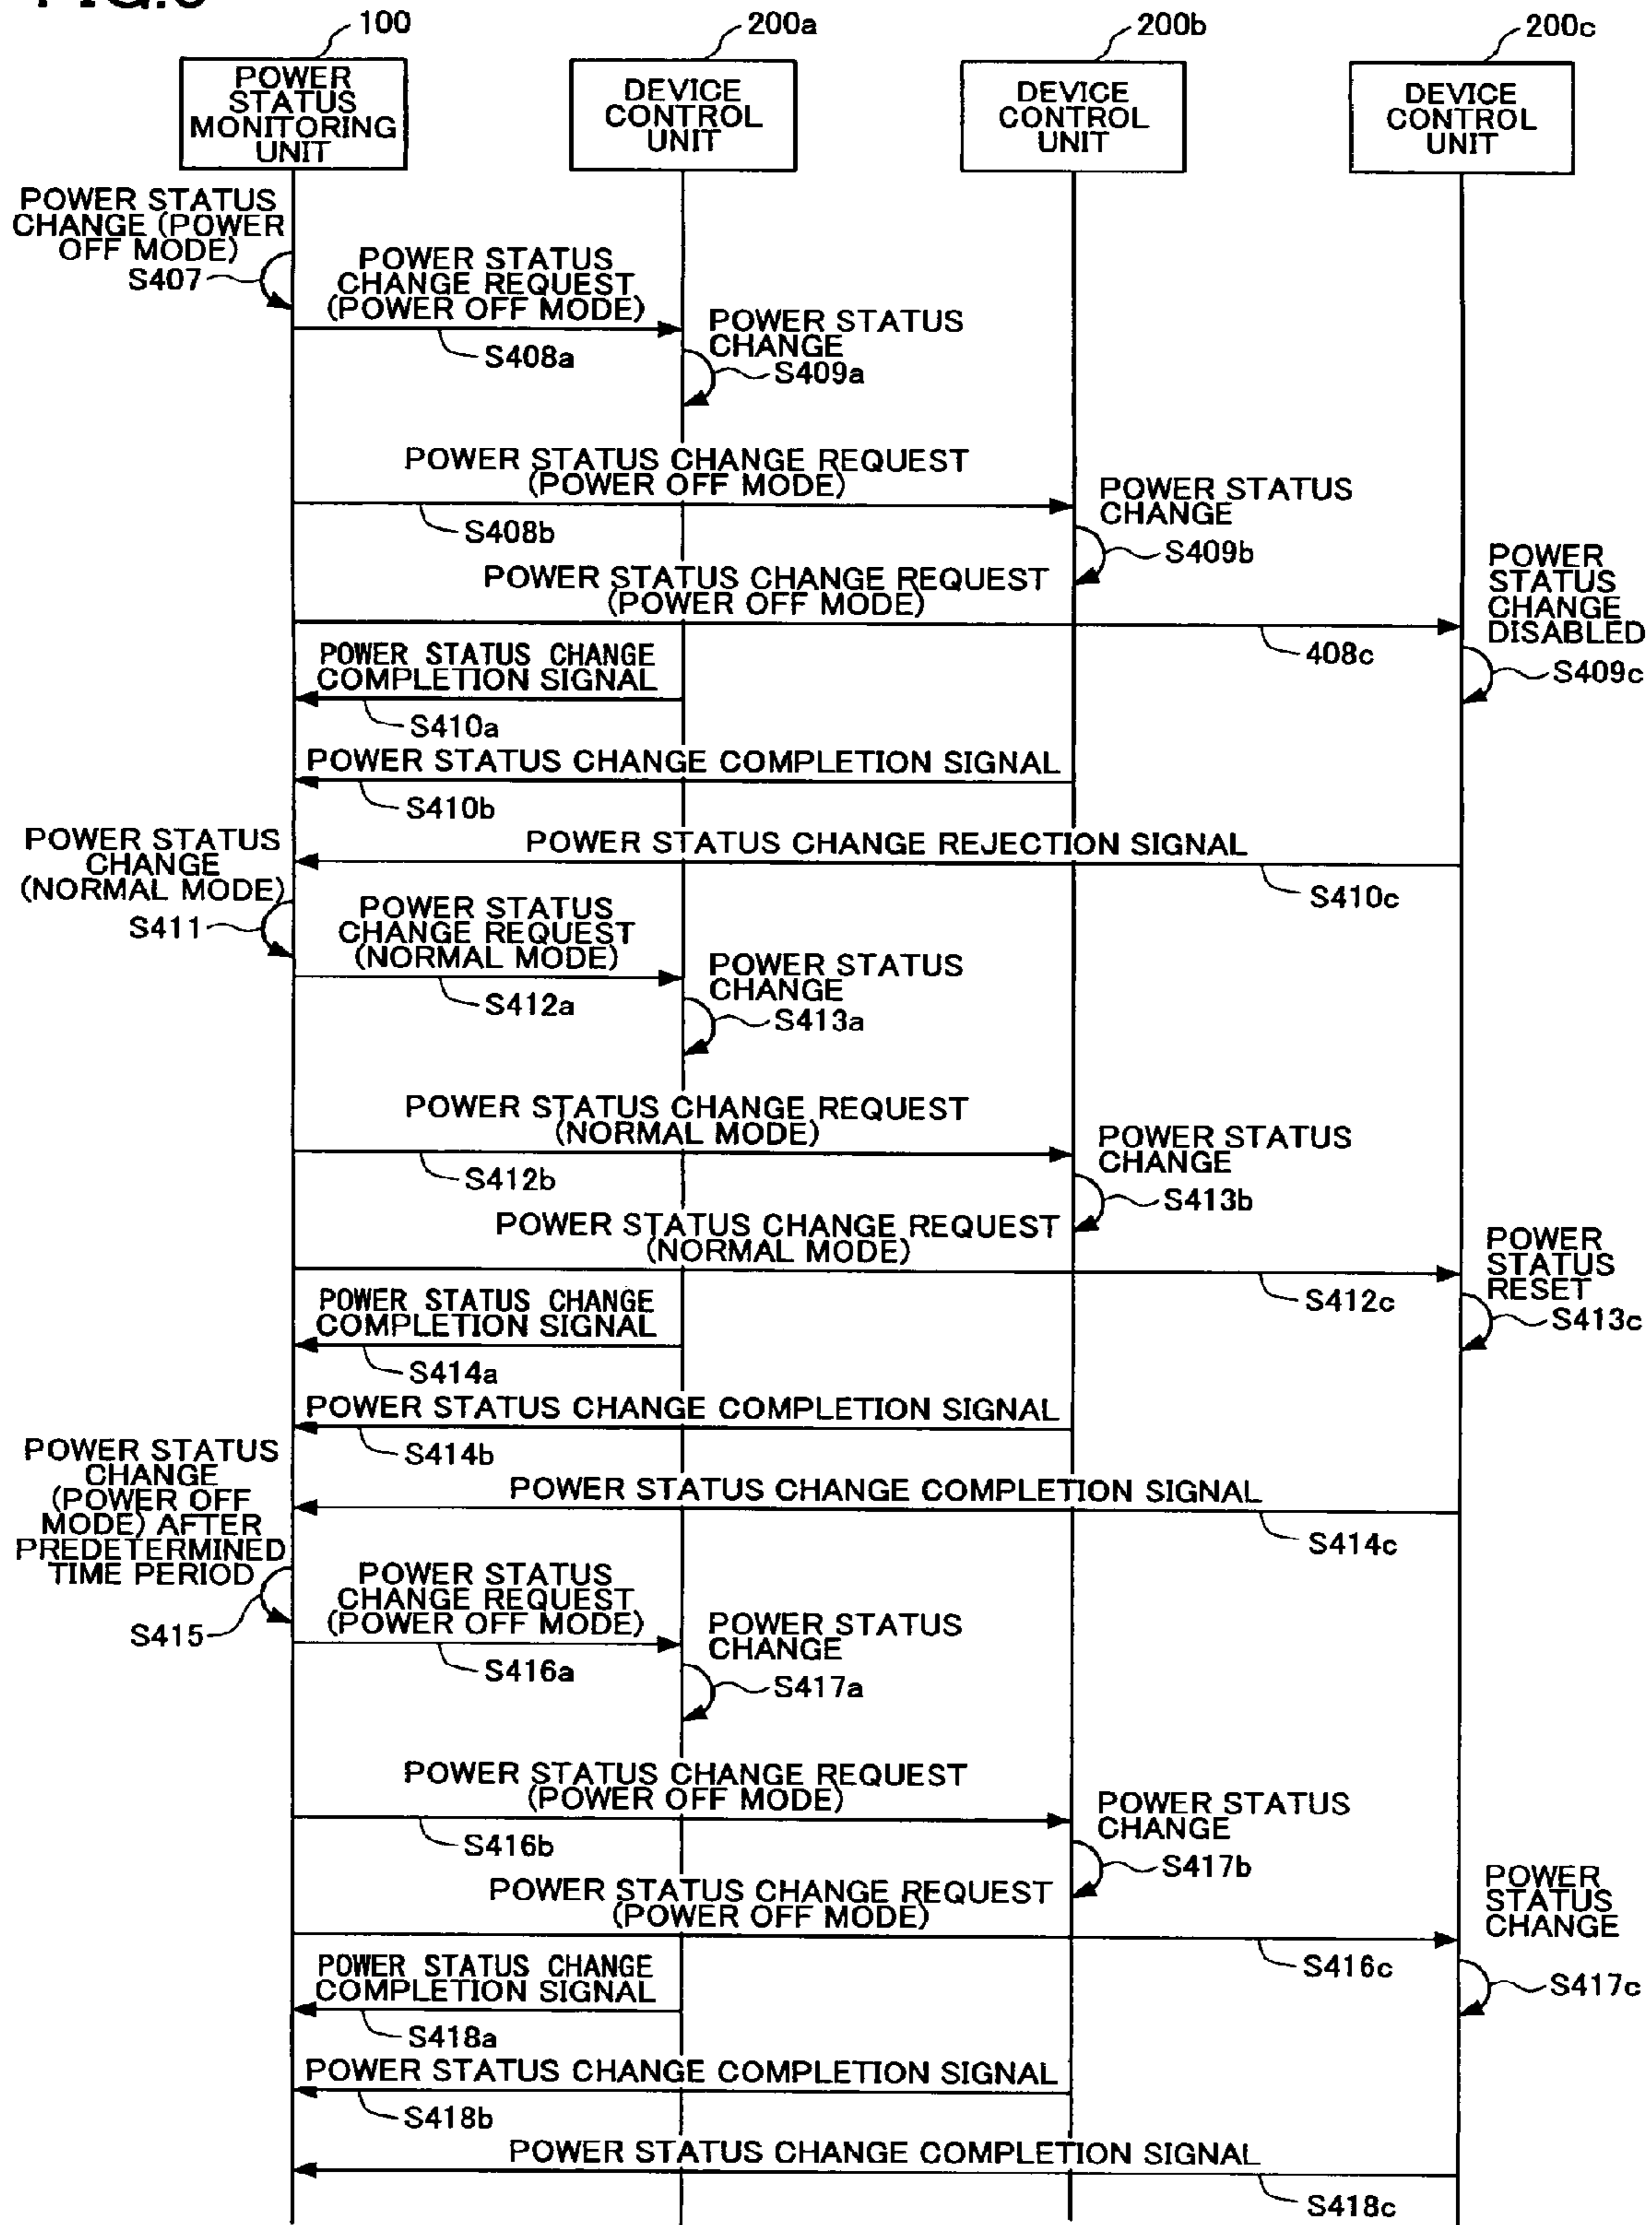 100
200a
200b
200c
POWER
STATUS
MONITORING
UNIT
DEVICE
CONTROL
UNIT
DEVICE
CONTROL
UNIT
DEVICE
CONTROL
UNIT
POWER STATUS
CHANGE (POWER
OFF MODE)
S407
POWER STATUS
CHANGE REQUEST
(POWER OFF MODE)
S408a
POWER STATUS
CHANGE
S409a
POWER STATUS CHANGE REQUEST
(POWER OFF MODE)
S408b
POWER STATUS
CHANGE
S409b
POWER STATUS CHANGE REQUEST
(POWER OFF MODE)
408c
POWER
STATUS
CHANGE
DISABLED
S409c
POWER STATUS CHANGE
COMPLETION SIGNAL
S410a
POWER STATUS CHANGE COMPLETION SIGNAL
S410b
POWER STATUS CHANGE REJECTION SIGNAL
S410c
POWER STATUS
CHANGE
(NORMAL MODE)
S411
POWER STATUS
CHANGE REQUEST
(NORMAL MODE)
S412a
POWER STATUS
CHANGE
S413a
POWER STATUS CHANGE REQUEST
(NORMAL MODE)
S412b
POWER STATUS
CHANGE
S413b
POWER STATUS CHANGE REQUEST
(NORMAL MODE)
S412c
POWER
STATUS
RESET
S413c
POWER STATUS CHANGE
COMPLETION SIGNAL
S414a
POWER STATUS CHANGE COMPLETION SIGNAL
S414b
POWER STATUS CHANGE COMPLETION SIGNAL
S414c
POWER STATUS
CHANGE
(POWER OFF
MODE) AFTER
PREDETERMINED
TIME PERIOD
S415
POWER STATUS
CHANGE REQUEST
(POWER OFF MODE)
S416a
POWER STATUS
CHANGE
S417a
POWER STATUS CHANGE REQUEST
(POWER OFF MODE)
S416b
POWER STATUS
CHANGE
S417b
POWER STATUS CHANGE REQUEST
(POWER OFF MODE)
S416c
POWER
STATUS
CHANGE
S417c
POWER STATUS CHANGE
COMPLETION SIGNAL
S418a
POWER STATUS CHANGE COMPLETION SIGNAL
S418b
POWER STATUS CHANGE COMPLETION SIGNAL
S418c